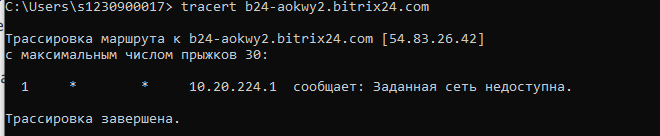 C:\Users\s1230900017> tracert b24-aokwy2.bitrix24.com
Трассировка маршрута к b24-aokwy2.bitrix24.com [54.83.26.42]
с максимальным числом прыжков 30:
1 * * 10.20.224.1 сообщает: Заданная сеть недоступна.
Трассировка завершена.